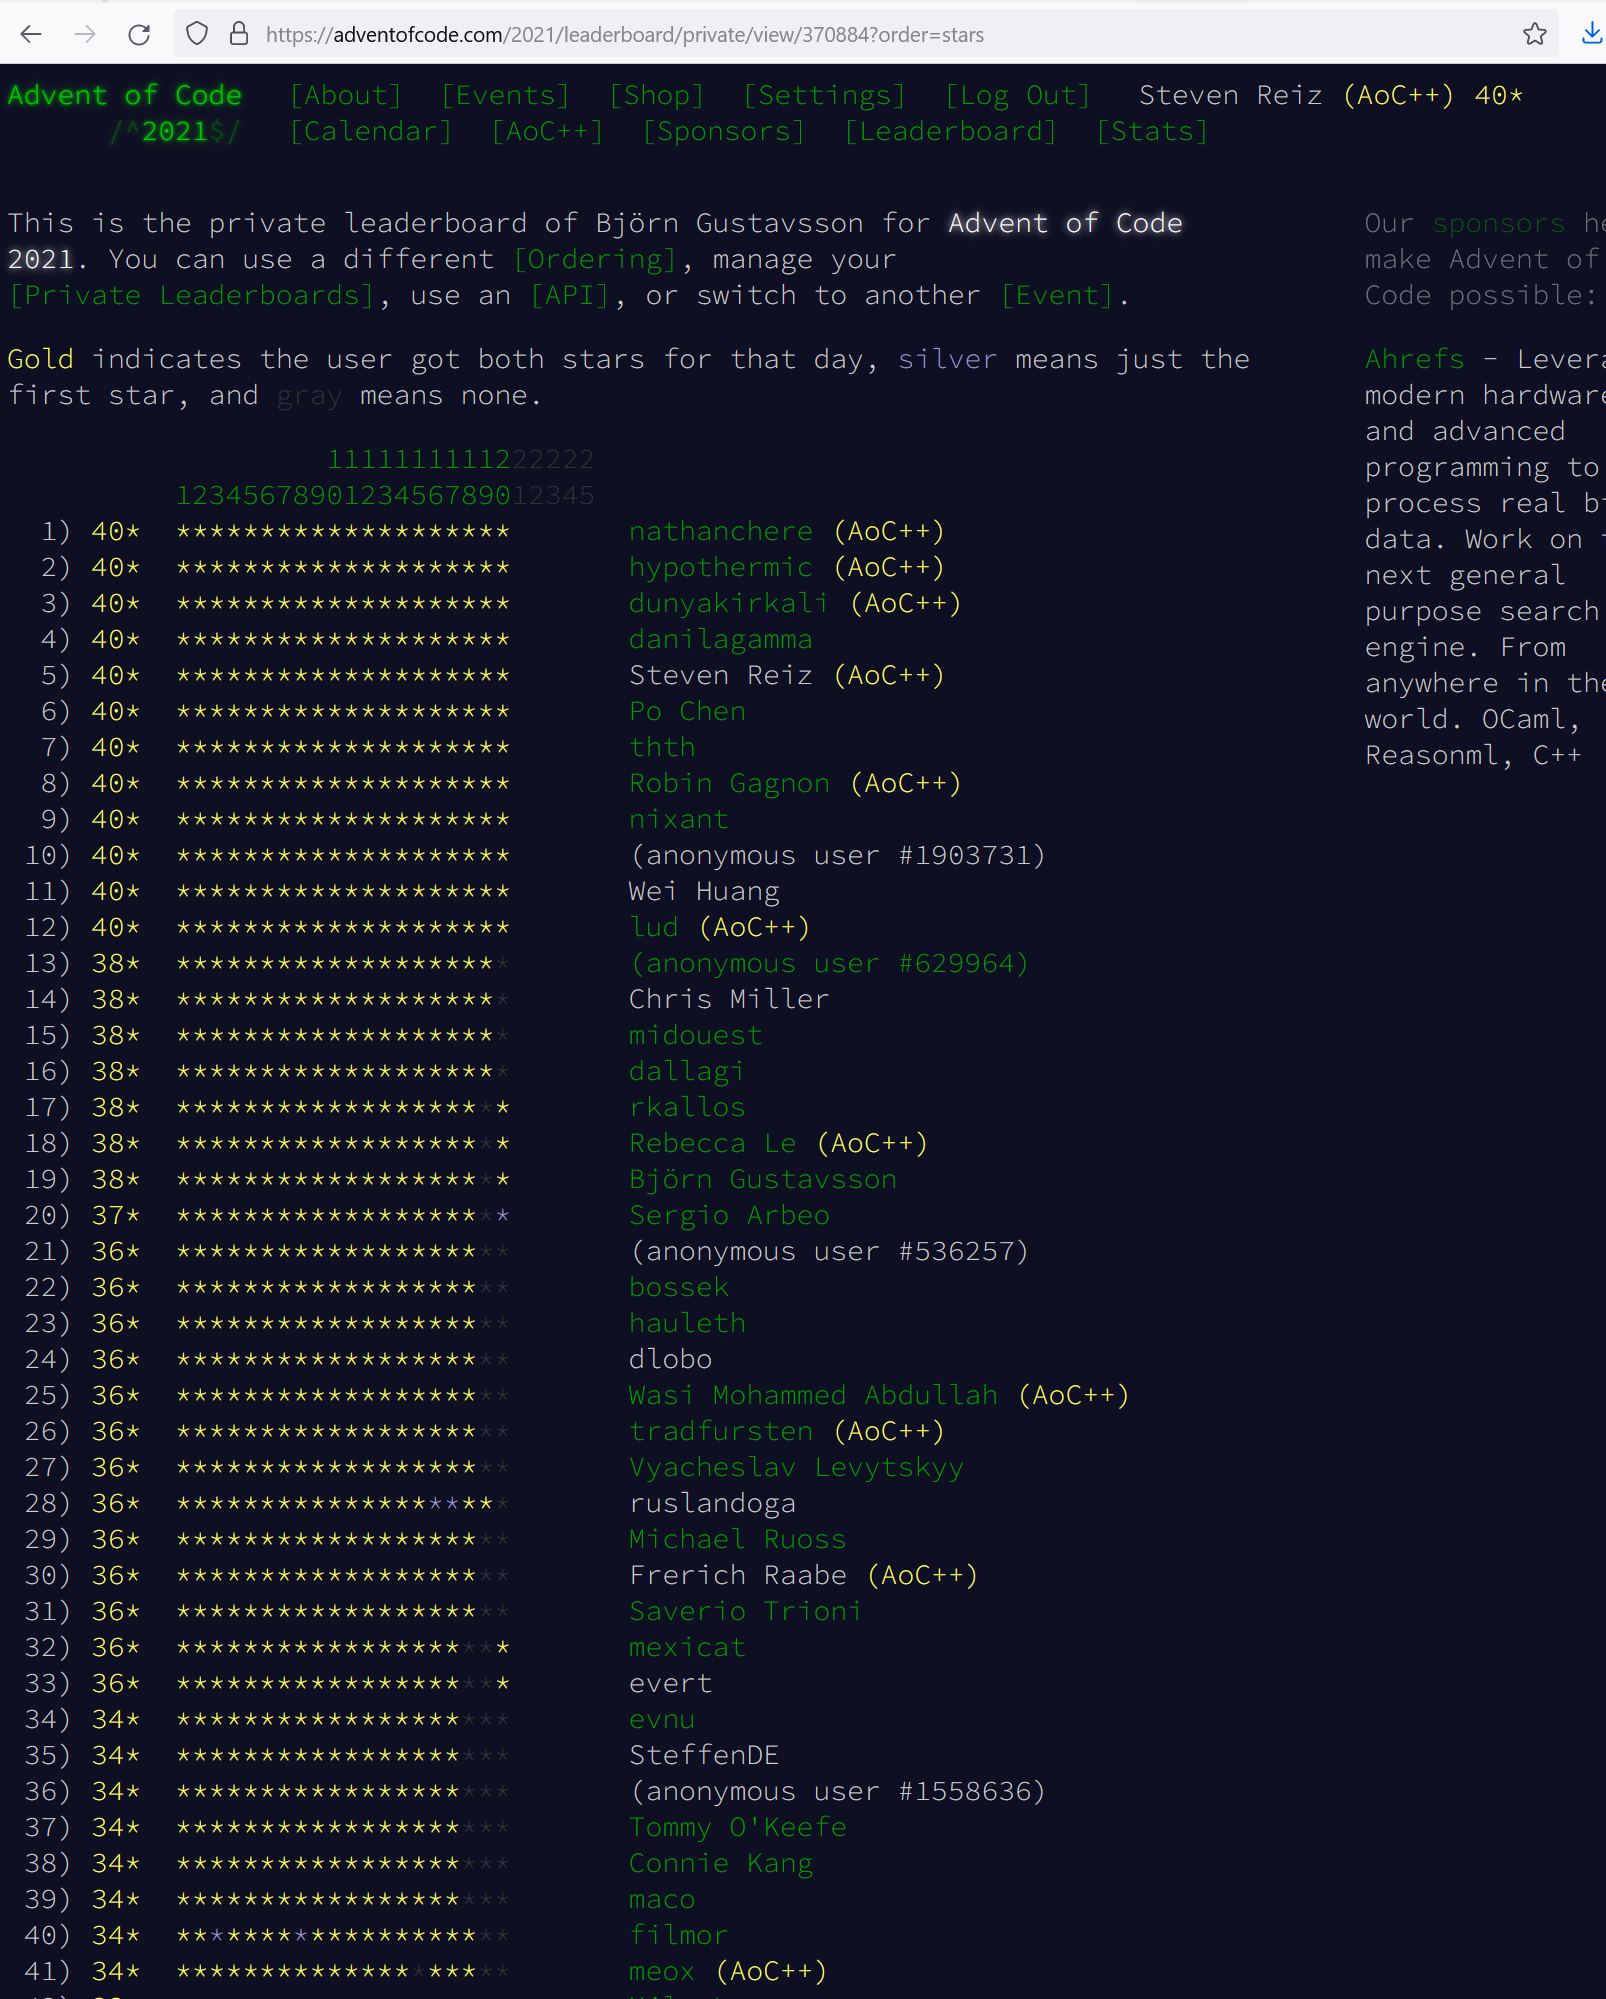 https://adventofcode.com/2021/leaderboard/private/view/370884?order=stars
Advent of Code [About] [Events] [Shop] [Settings] [Log Out] Steven Reiz (AoC++) 40*
/^2021$/ [Calendar] [AoC++] [Sponsors] [Leaderboard] [Stats]
This is the private leaderboard of Björn Gustavsson for Advent of Code
2021. You can use a different [Ordering], manage your
[Private Leaderboards], use an [API], or switch to another [Event].
Gold indicates the user got both stars for that day, silver means just the
first star, and gray means none.
1111111111222222
1234567890123456789012345
1) 40* ******************** nathanchere (AoC++)
2) 40* ******************** hypothermic (AoC++)
3) 40* ******************** dunyakirkali (AoC++)
4) 40* ******************** danilagamma
5) 40* ******************** Steven Reiz (AoC++)
6) 40* ******************** Po Chen
7) 40* ******************** thth
8) 40* ******************** Robin Gagnon (AoC++)
9) 40* ******************** nixant
10) 40* ******************** (anonymous user #1903731)
11) 40* ******************** Wei Huang
12) 40* ******************** lud (AoC++)
13) 38* ******************** (anonymous user #629964)
14) 38* ******************** Chris Miller
15) 38* ******************** midouest
16) 38* ******************** dallagi
17) 38* ******************** rkallos
18) 38* ******************** Rebecca Le (AoC++)
19) 38* ******************** Björn Gustavsson
20) 37* ******************** Sergio Arbeo
21) 36* ******************** (anonymous user #536257)
22) 36* ******************** bossek
23) 36* ******************** hauleth
24) 36* ******************** dlobo
25) 36* ******************** Wasi Mohammed Abdullah (AoC++)
26) 36* ******************** tradfursten (AoC++)
27) 36* ******************** Vyacheslav Levytskyy
28) 36* ******************** ruslandoga
29) 36* ******************** Michael Ruoss
30) 36* ******************** Frerich Raabe (AoC++)
31) 36* ******************** Saverio Trioni
32) 36* ******************** mexicat
33) 36* ******************** evert
34) 34* ******************** evnu
35) 34* ******************** SteffenDE
36) 34* ******************** (anonymous user #1558636)
37) 34* ******************** Tommy O'Keefe
38) 34* ******************** Connie Kang
39) 34* ******************** maco
40) 34* ******************** filmor
41) 34* ******************** meox (AoC++)
Our sponsors
make Advent of
Code possible:
Ahrefs -
modern
and advanced
programming to
process real
data. Work on
next general
purpose search
engine. From
anywhere in
world. OCaml,
Reasonml, C++